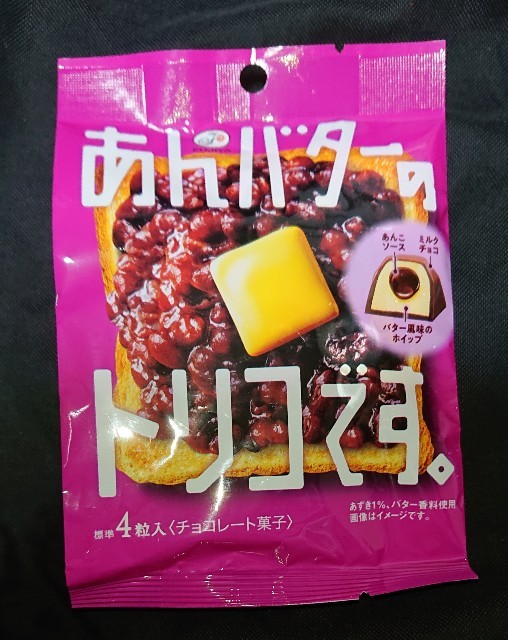 あんバターの
あんこ
ソース
ミルク
チョコ
バター風味の
ホイップ
トリコです。
標準4粒入〈チョコレート菓子〉
あずき1%、バター香料使用
画像はイメージです。